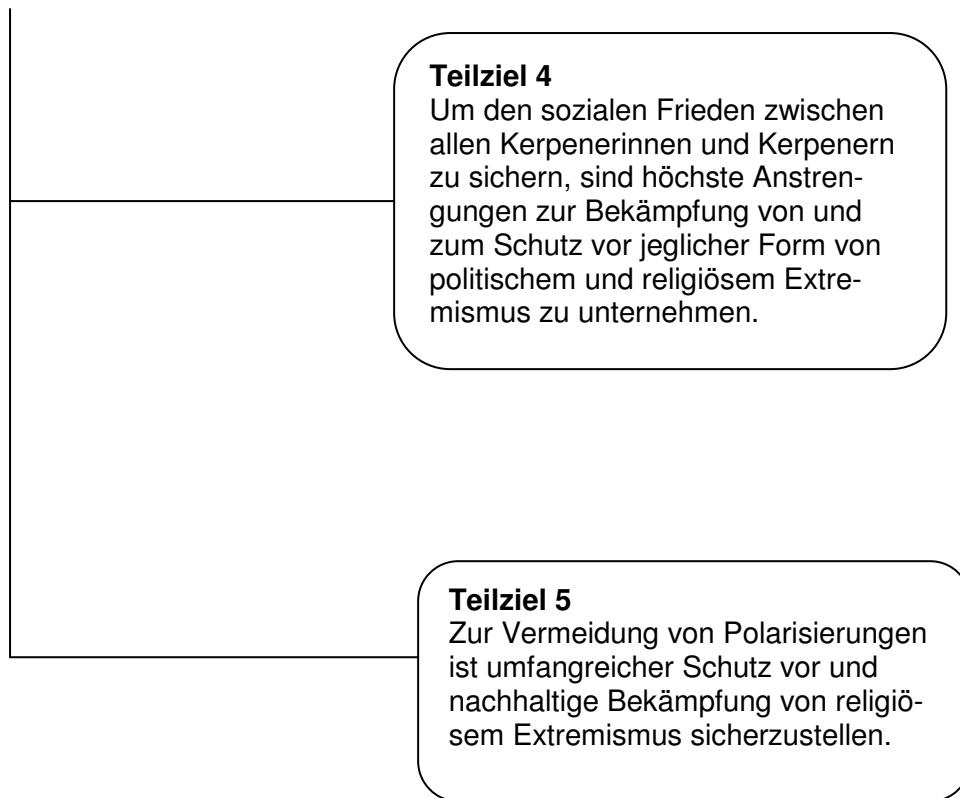 Teilziel 4
Um den sozialen Frieden zwischen
allen Kerpenerinnen und Kerpenern
zu sichern, sind höchste Anstren-
gungen zur Bekämpfung von und
zum Schutz vor jeglicher Form von
politischem und religiösem Extre-
mismus zu unternehmen.
Teilziel 5
Zur Vermeidung von Polarisierungen
ist umfangreicher Schutz vor und
nachhaltige Bekämpfung von religiö-
sem Extremismus sicherzustellen.